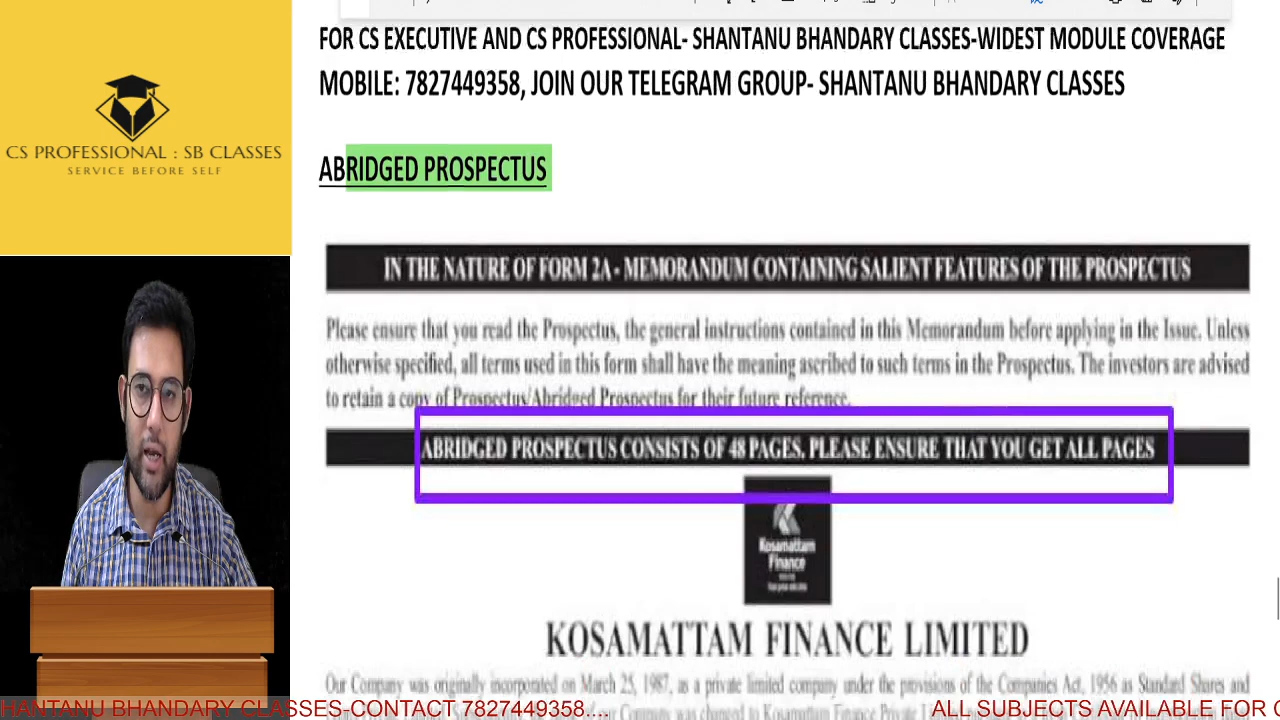 FOR CS EXECUTIVE AND CS PROFESSIONAL- SHANTANU BHANDARY CLASSES-WIDEST MODULE COVERAGE
MOBILE: 7827449358, JOIN OUR TELEGRAM GROUP- SHANTANU BHANDARY CLASSES
CS PROFESSIONAL : SB CLASSES
SERVICE BEFORE SELF
ABRIDGED PROSPECTUS
IN THE NATURE OF FORM 2A - MEMORANDUM CONTAINING SALIENT FEATURES OF THE PROSPECTUS
Please ensure that you read the Prospectus, the general instructions contained in this Memorandum before applying in the Issue. Unless
otherwise specified, all terms used in this form shall have the meaning ascribed to such terms in the Prospectus. The investors are advised
to retain a copy of Prospectus/Abridged Prospectus for their future reference.
ABRIDGED PROSPECTUS CONSISTS OF 48 PAGES. PLEASE ENSURE THAT YOU GET ALL PAGES
Kosamattam
Finance
KOSAMATTAM FINANCE LIMITED
Our Company was originally incorporated on March 25, 1987, as a private limited company under the provisions of the Companies Act, 1956 as Standard Shares and
HANTANU BHANDARY CLASSES-CONTACT 7827449358.... ALL SUBJECTS AVAILABLE FOR C